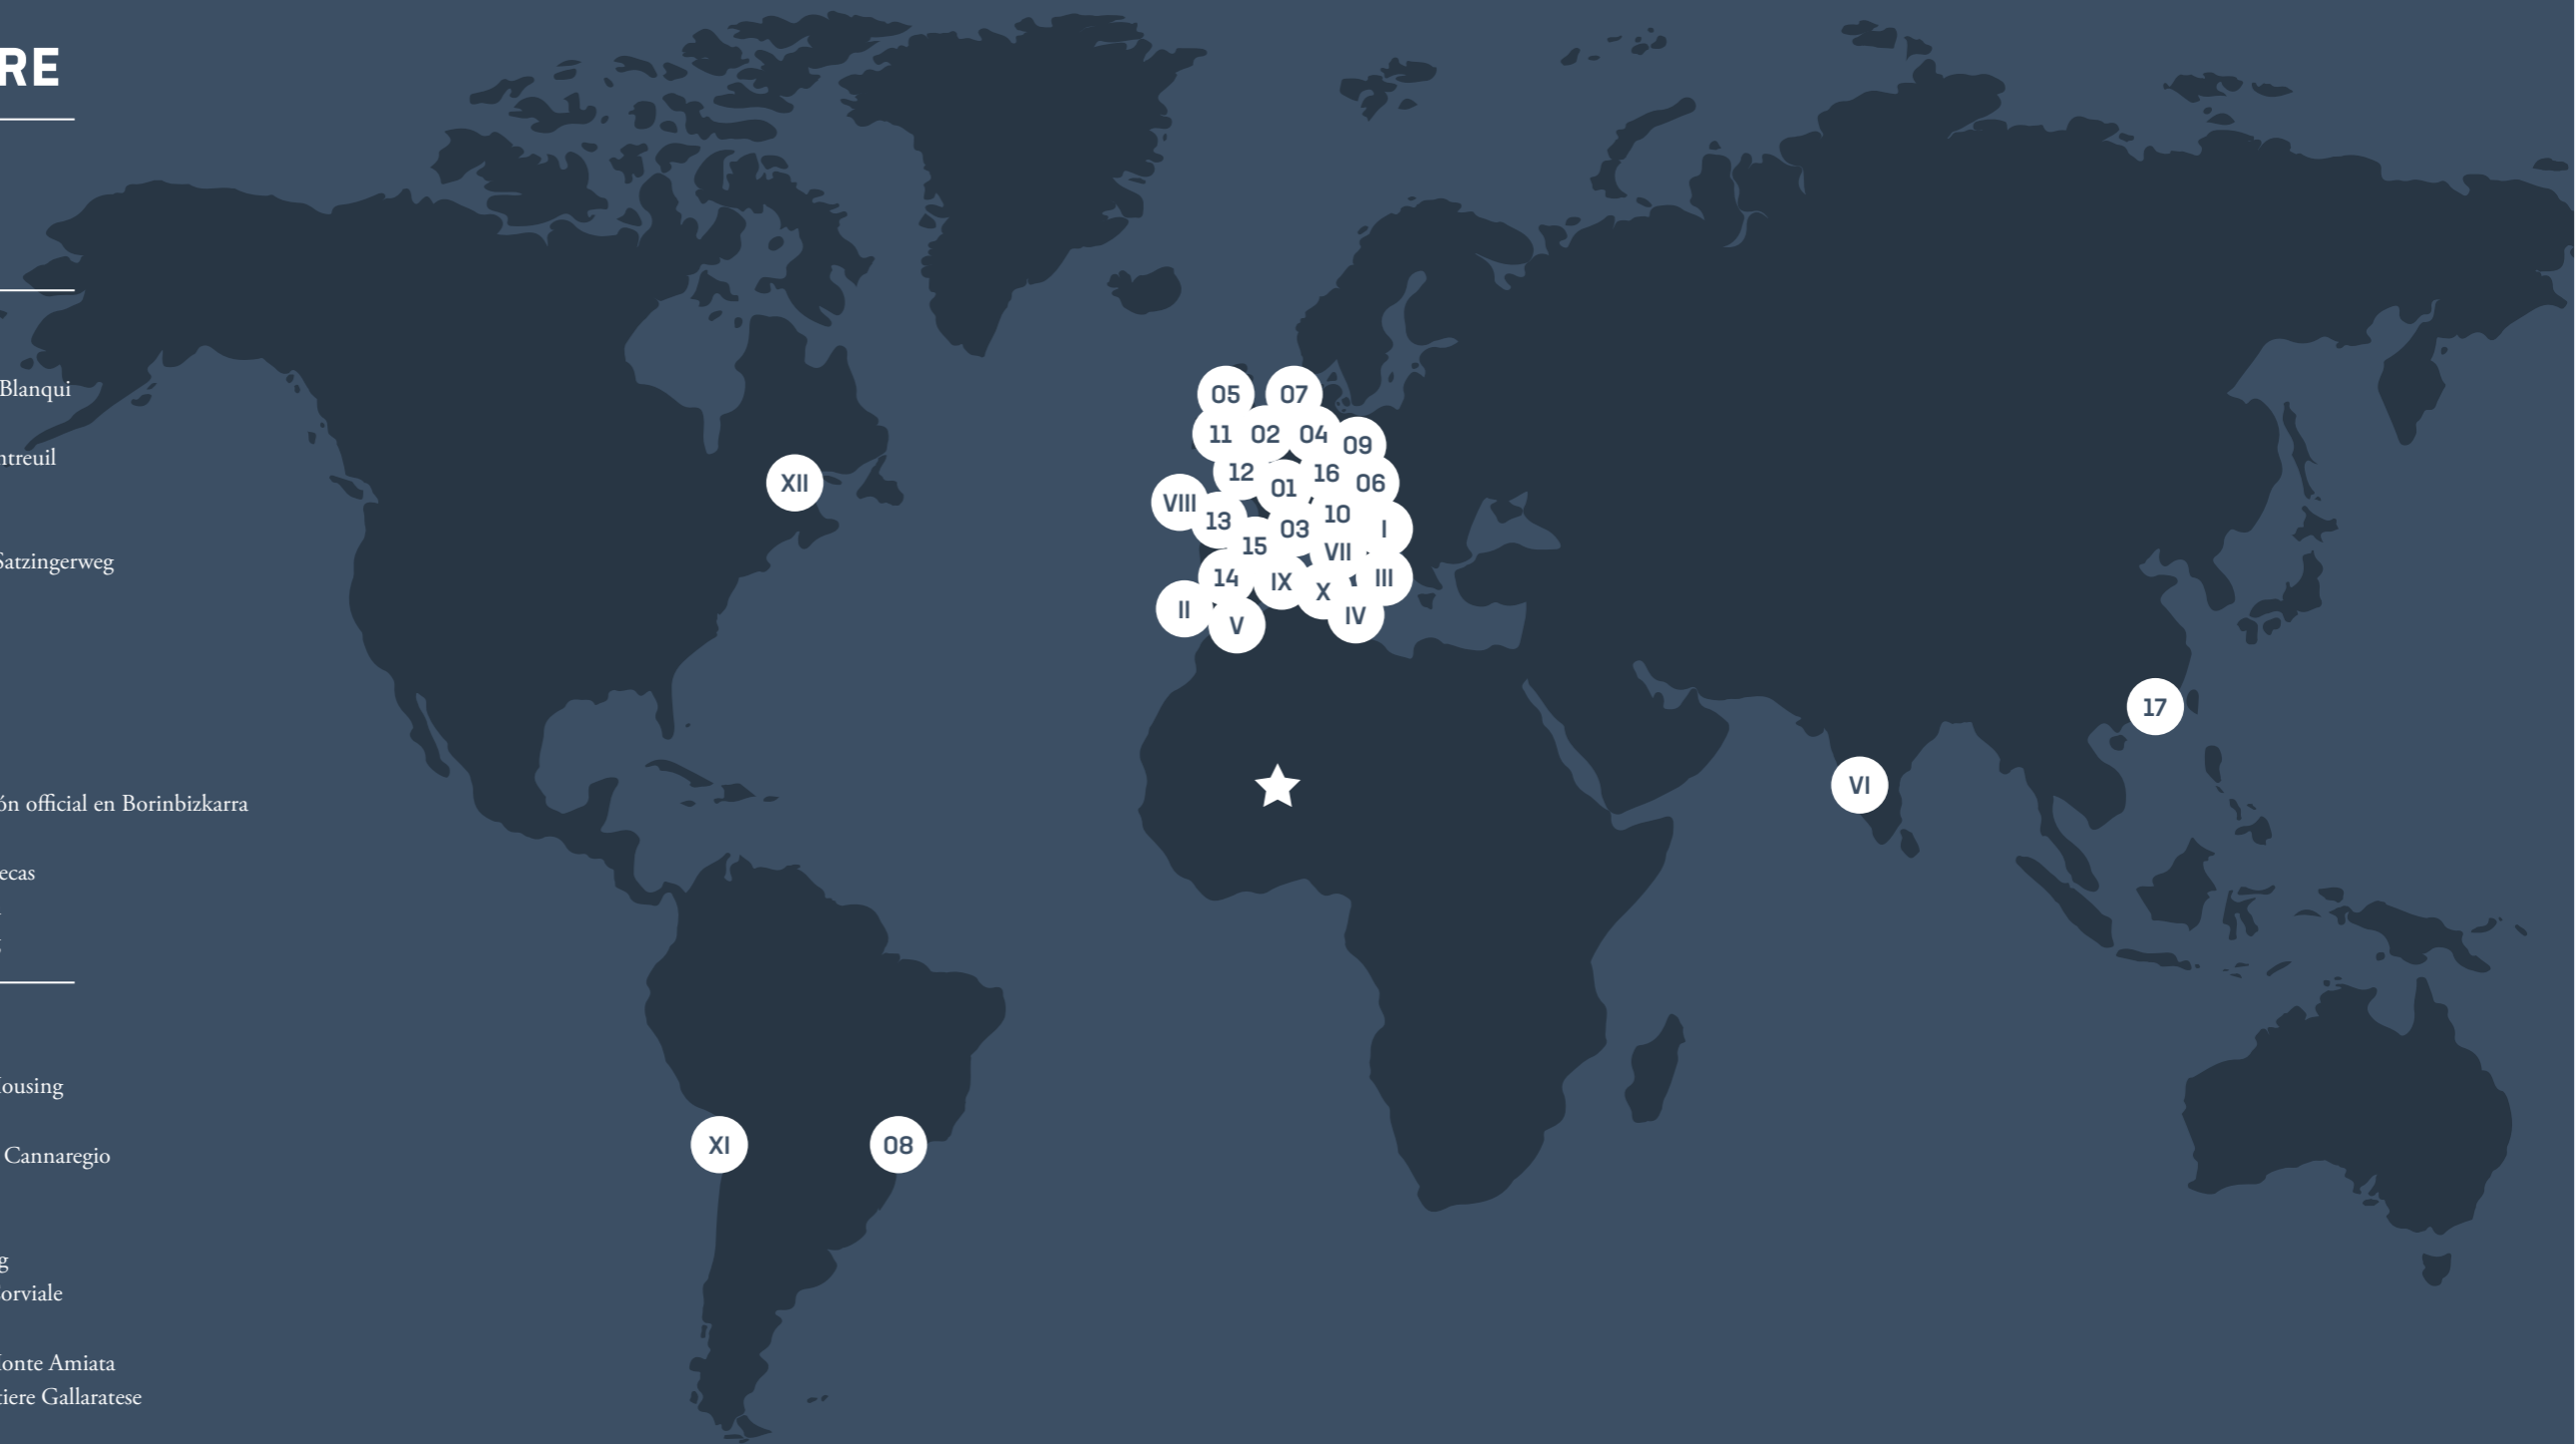 RE
Blanqui
ntreuil
Satzingerweg
ón official en Borinbizkarra
ecas
ousing
Cannaregio
g
orviale
onte Amiata
tiere Gallaratese
05
07
11
02
04
09
12
01
16
06
VIII
13
03
10
I
15
VII
14
IX
X
III
II
V
IV
XII
17
VI
XI
08